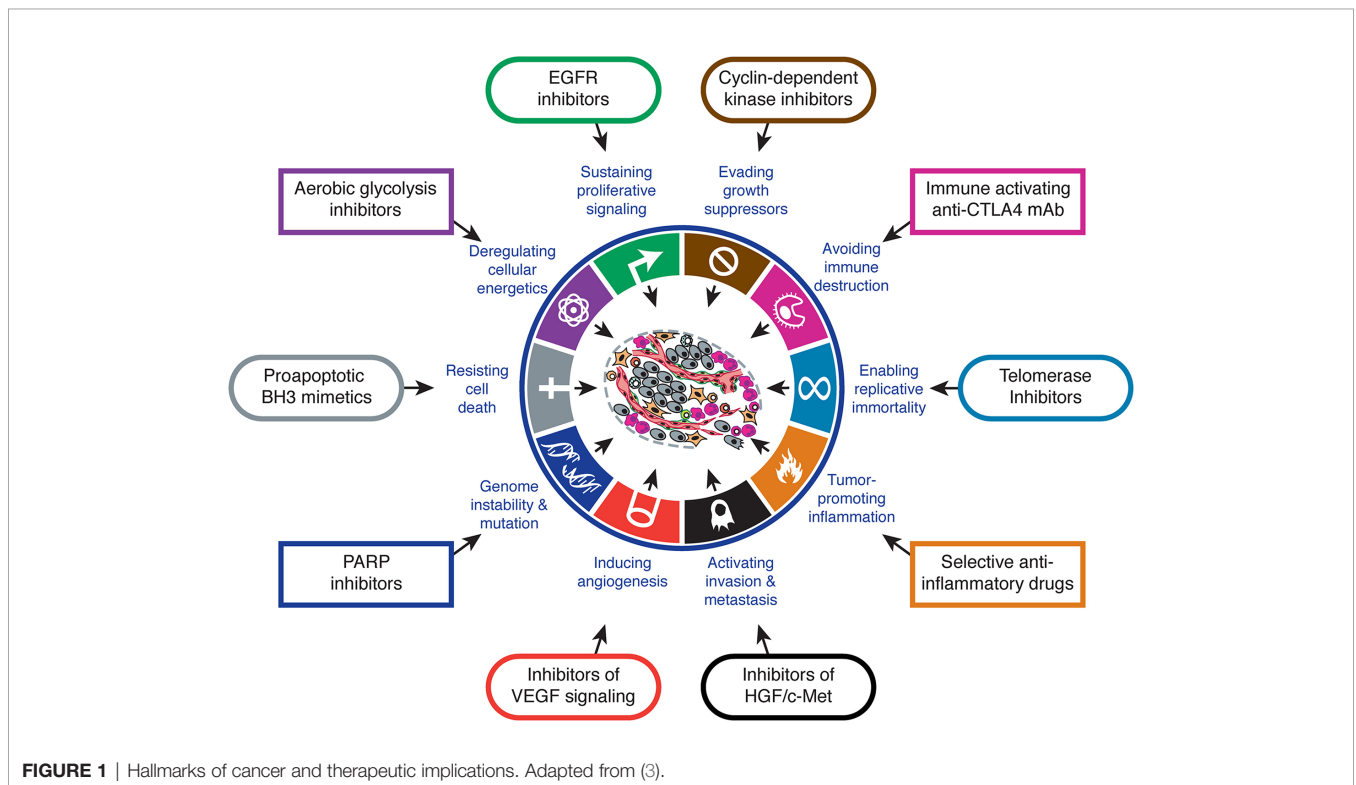 EGFR
inhibitors
Cyclin-dependent
kinase inhibitors
Sustaining
proliferative
signaling
Evading
growth
suppressors
Aerobic glycolysis
inhibitors
Immune activating
anti-CTLA4 mAb
Deregulating
cellular
energetics
Avoiding
immune
destruction
Proapoptotic
BH3 mimetics
Resisting
cell
death
Enabling
replicative
immortality
Telomerase
Inhibitors
Genome
instability &
mutation
Tumor-
promoting
inflammation
PARP
inhibitors
Inducing
angiogenesis
Activating
invasion &
metastasis
Selective anti-
inflammatory drugs
Inhibitors of
VEGF signaling
Inhibitors of
HGF/c-Met
FIGURE 1 | Hallmarks of cancer and therapeutic implications. Adapted from (3).